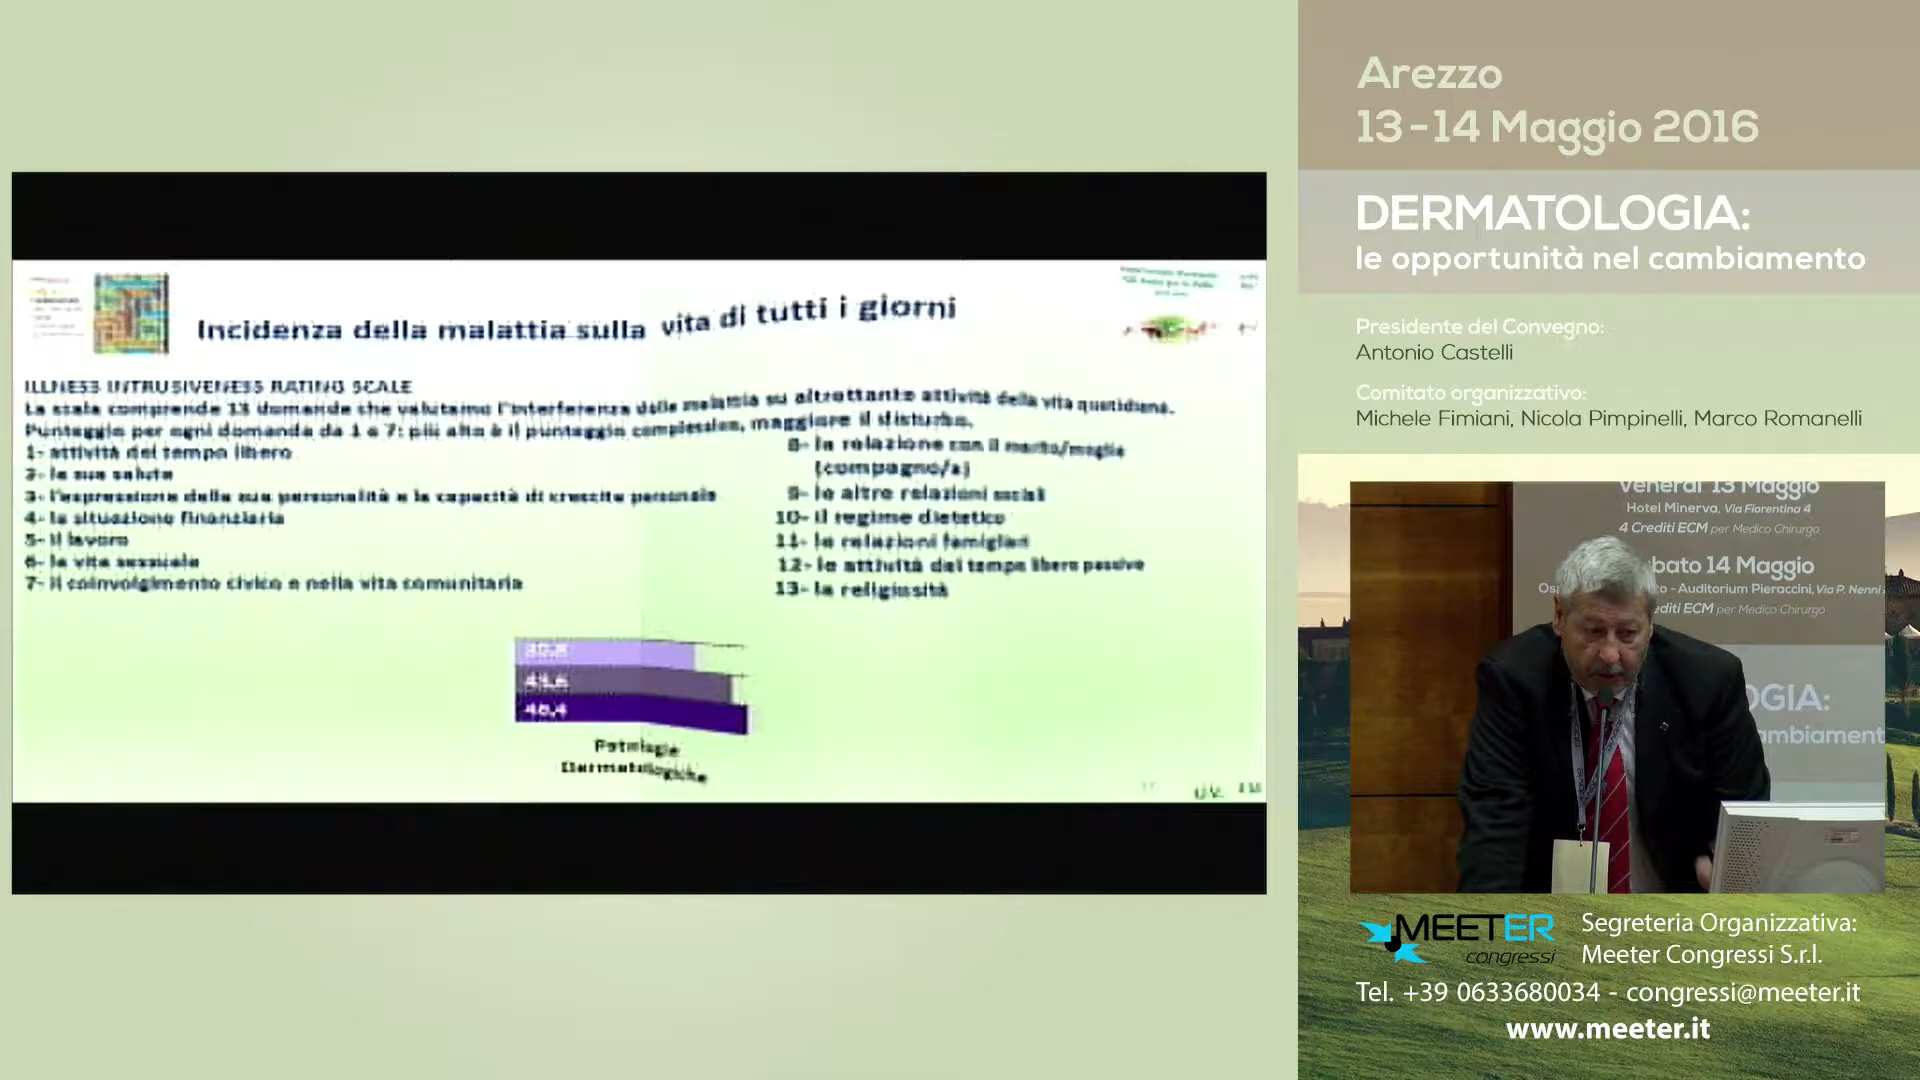 Incidenza della malattia sulla vita di tutti i giorni
ILLNESS INTRUSIVENESS RATING SCALE
La scala comprende 13 domande che valutano l'interferenza della malattia su altrettante attività della vita quotidiana.
Punteggio per ogni domanda da 1 a 7: più alto è il punteggio complessivo, maggiore il disturbo.
1- attività del tempo libero
2- la sua salute
3- l'espressione della sua personalità e la capacità di crescita personale
4- la situazione finanziaria
5- il lavoro
6- la vita sessuale
7- il coinvolgimento civico e nella vita comunitaria
8- la relazione con il marito/moglie
(compagno/a)
9- le altre relazioni sociali
10- il regime dietetico
11- le relazioni famigliari
12- le attività del tempo libero passive
13- la religiosità
Patologie
Dermatologiche
Arezzo
13-14 Maggio 2016
DERMATOLOGIA:
le opportunità nel cambiamento
Presidente del Convegno:
Antonio Castelli
Comitato organizzativo:
Michele Fimiani, Nicola Pimpinelli, Marco Romanelli
Venerdì 13 Maggio
Hotel Minerva, Via Fiorentina 4
4 Crediti ECM per Medico Chirurgo
bato 14 Maggio
- Auditorium Pieraccini, Via P. Nenni
editi ECM per Medico Chirurgo
OGIA:
ambiament
MEETER
congressi
Segreteria Organizzativa:
Meeter Congressi S.r.l.
Tel. +39 0633680034 - congressi@meeter.it
www.meeter.it